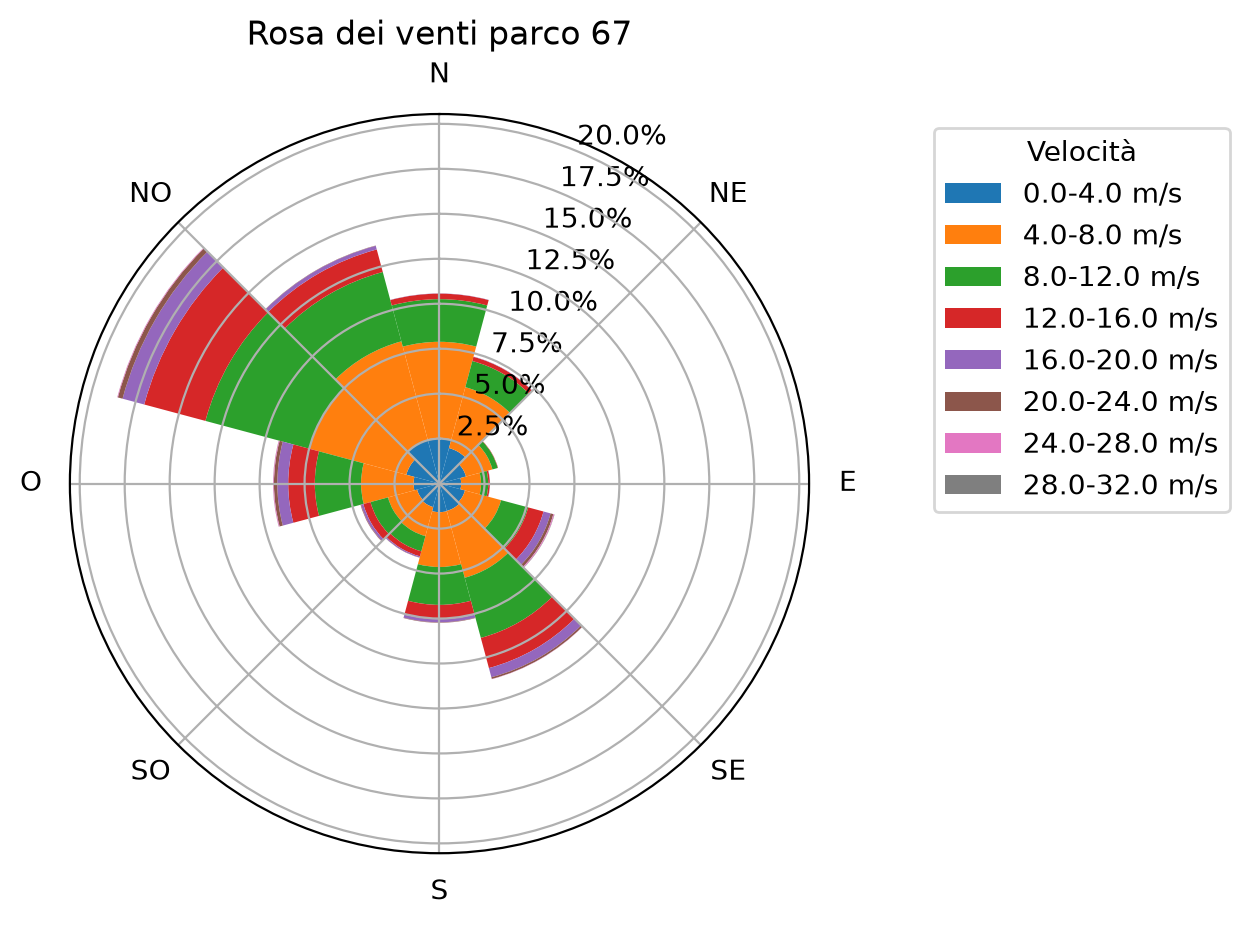 Rosa dei venti parco 67
N
NO
NE
O
E
SO
SE
S
20.0%
17.5%
15.0%
12.5%
10.0%
7.5%
5.0%
2.5%
Velocità
0.0-4.0 m/s
4.0-8.0 m/s
8.0-12.0 m/s
12.0-16.0 m/s
16.0-20.0 m/s
20.0-24.0 m/s
24.0-28.0 m/s
28.0-32.0 m/s